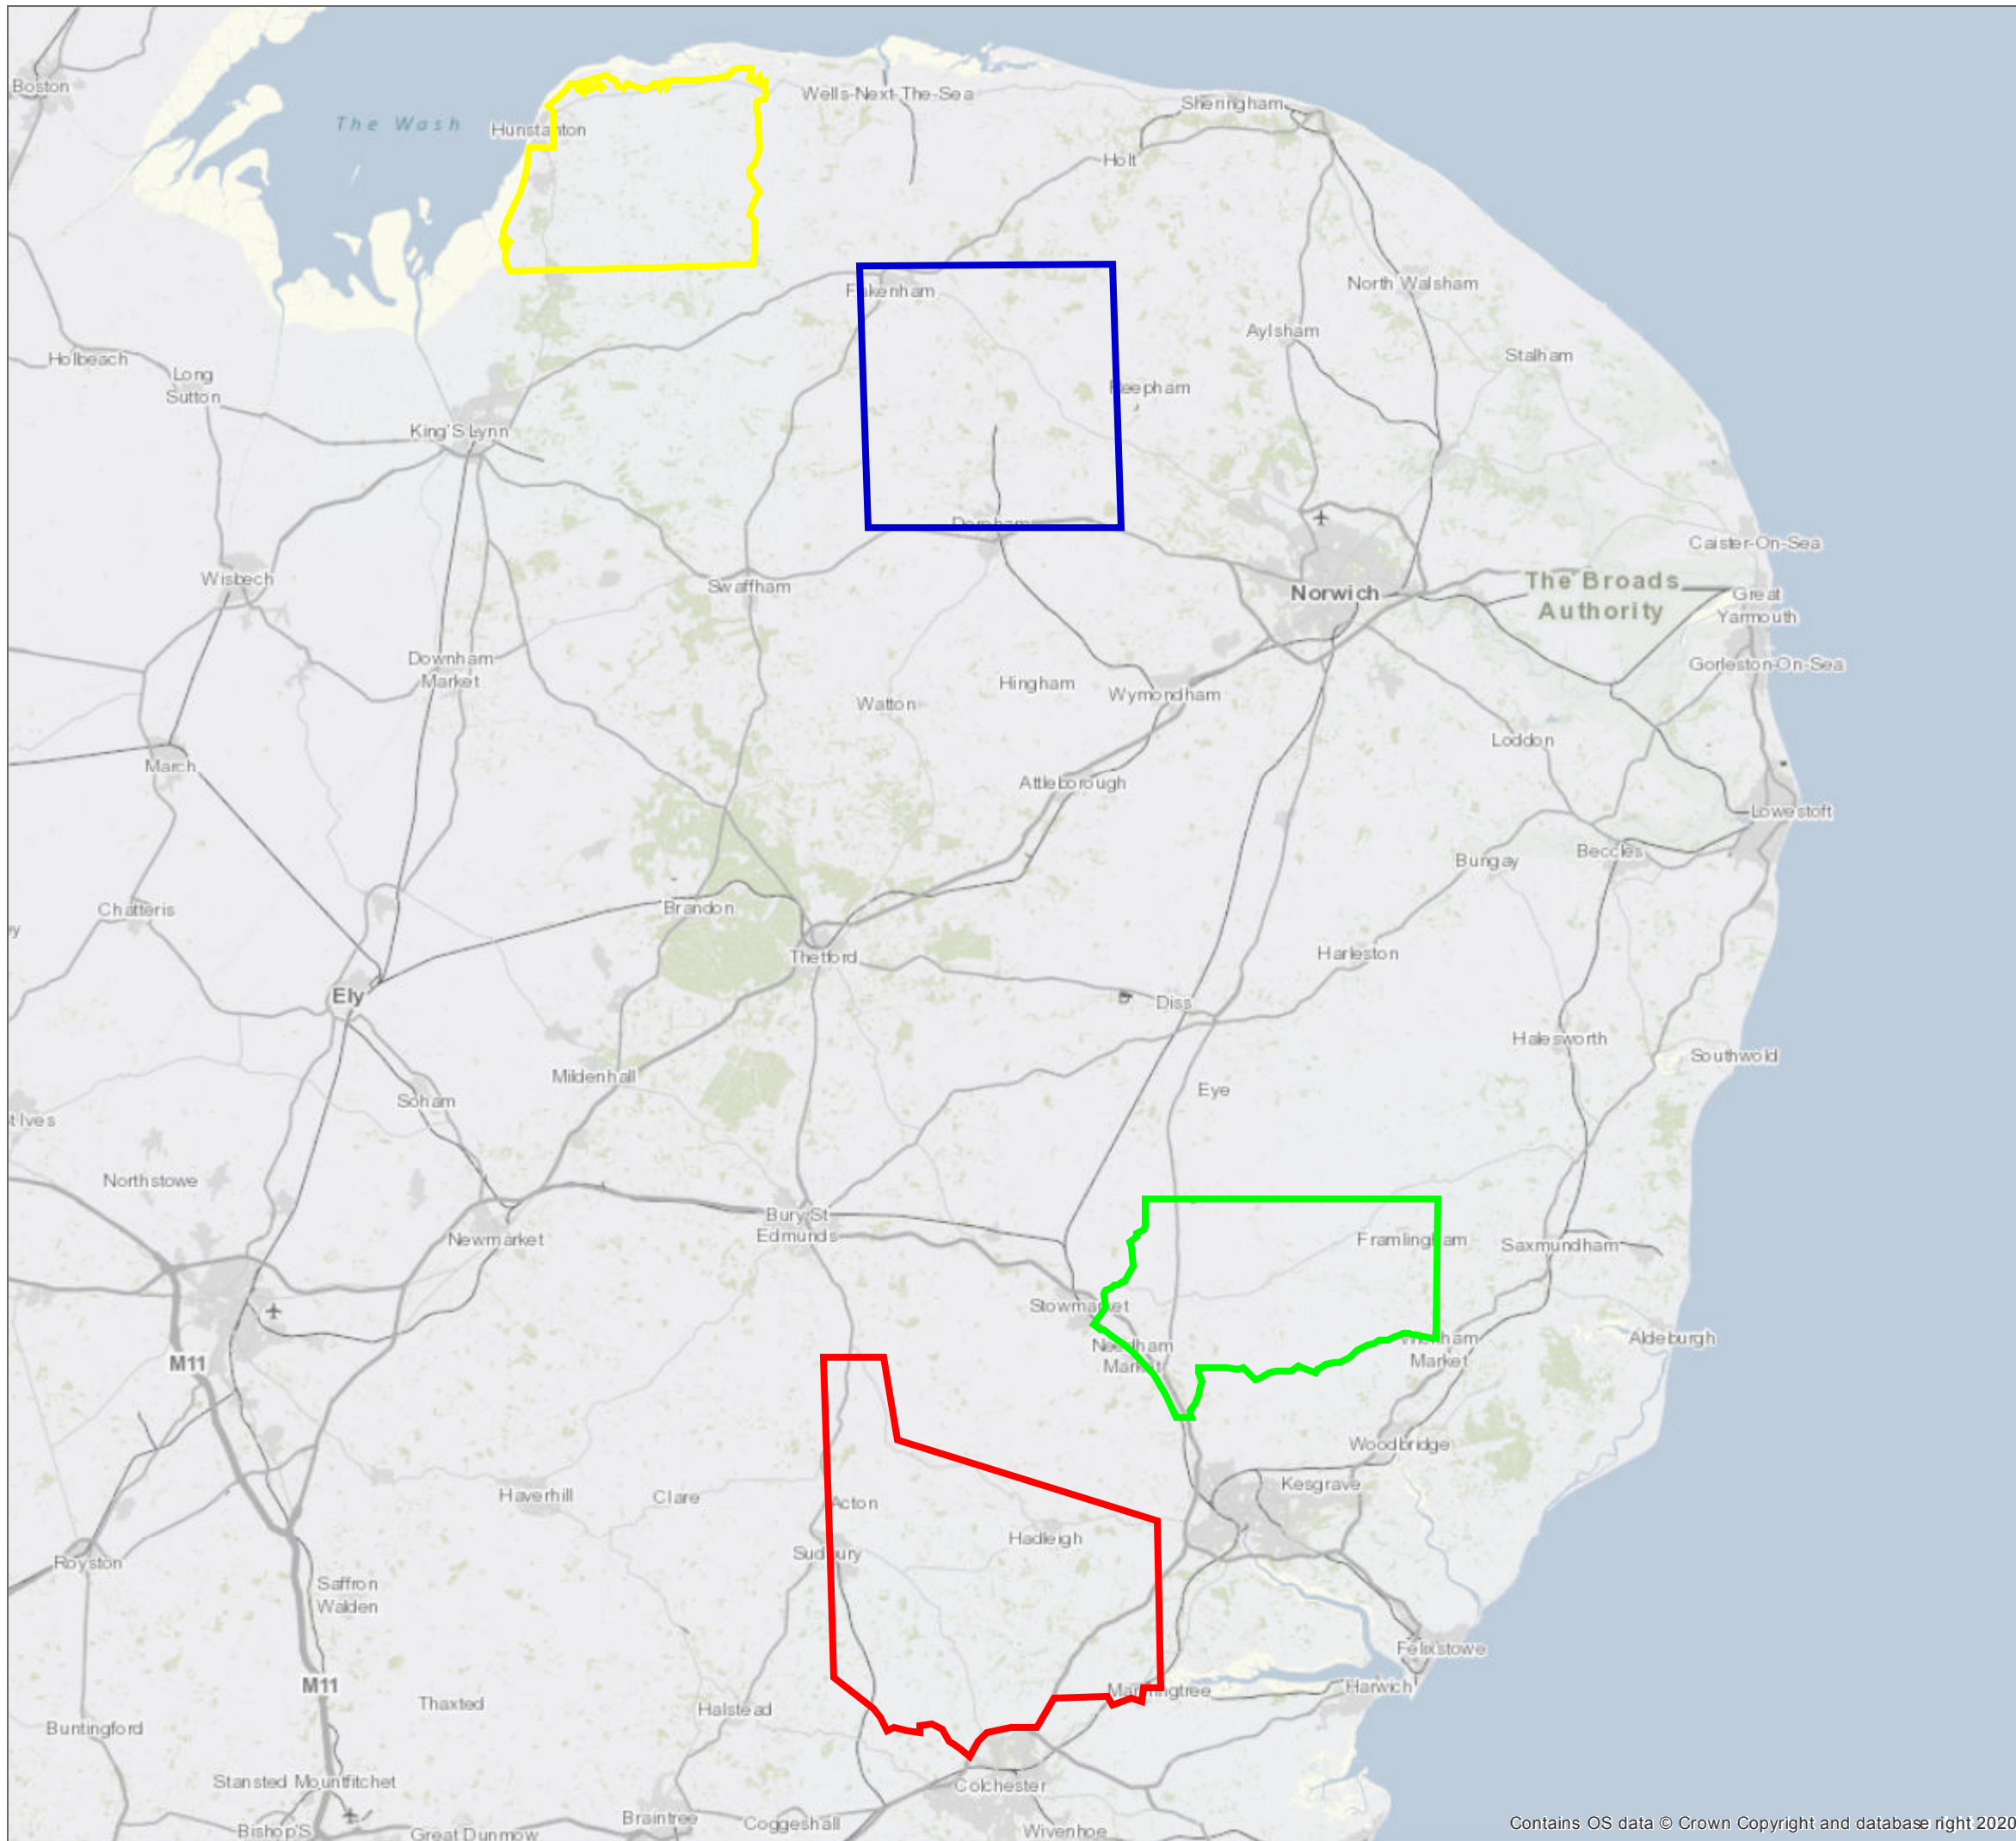 Boston
The Wash
Hunstanton
Wells-Next-The-Sea
Sheringham
Holt
Fakenham
North Walsham
Aylsham
Stalham
Holbeach
Long
Sutton
Reepham
King'S Lynn
Dereham
Caister-On-Sea
Wisbech
Swaffham
Norwich
The Broads
Authority
Great
Yarmouth
Downham
Market
Gorleston-On-Sea
Hingham
Wymondham
Watton
Loddon
March
Attleborough
Lowestoft
Bungay
Beccles
Chatteris
Brandon
Harleston
Thetford
Ely
Diss
Halesworth
Southwold
Mildenhall
Eye
Soham
t Ives
Northstowe
Bury St
Edmunds
Newmarket
Framlingham
Saxmundham
Stowmarket
Needham
Market
Wickham
Market
Aldeburgh
M11
Woodbridge
Kesgrave
Haverhill
Clare
Acton
Hadleigh
Sudbury
Royston
Saffron
Walden
Felixstowe
M11
Manningtree
Harwich
Thaxted
Halstead
Buntingford
Stansted Mountfitchet
Colchester
Braintree
Coggeshall
Wivenhoe
Bishop'S
Great Dunmow
Contains OS data © Crown Copyright and database right 2020